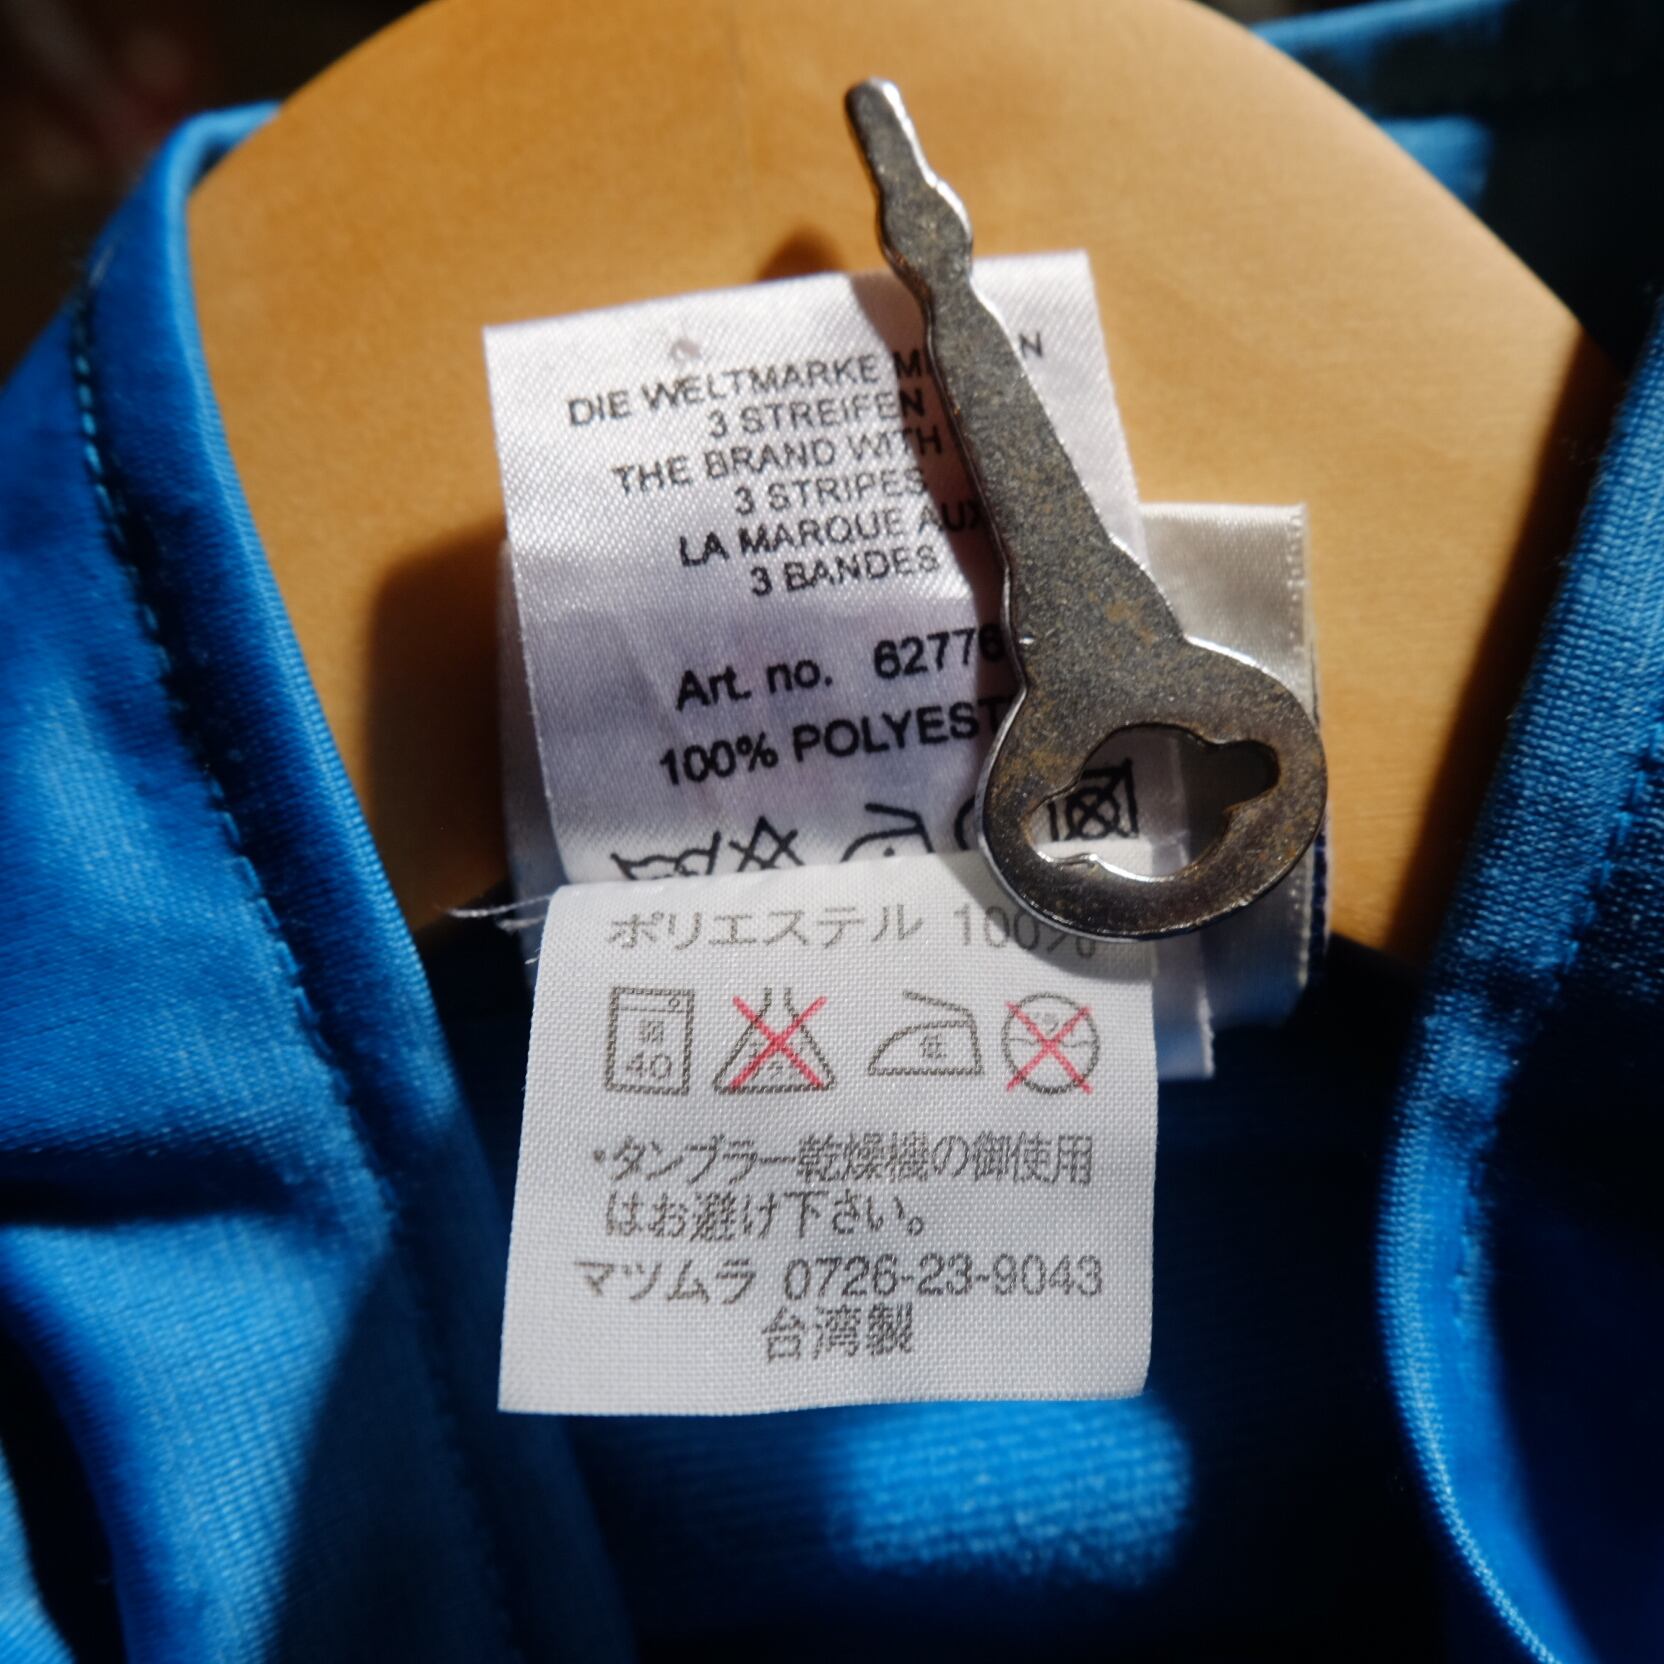 DIE WELTMARKE
3 STREIFEN
THE BRAND WITH
3 STRIPES
LA MARQUE AUX
3 BANDES
Art. no. 62776
100% POLYEST
ポリエステル 100%
弱
40
低
・タンブラー乾燥機の御使用
はお避け下さい。
マツムラ 0726-23-9043
台湾製